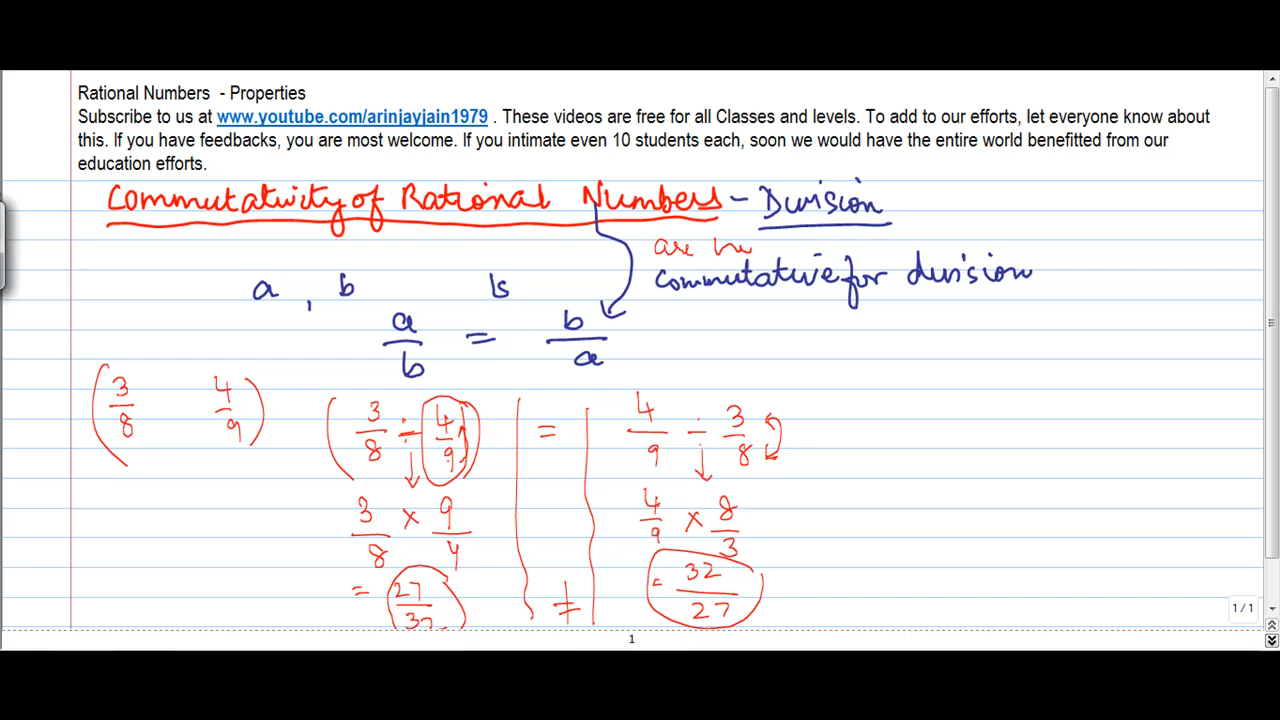 Rational Numbers - Properties
Subscribe to us at www.youtube.com/arinjayjain1979 . These videos are free for all Classes and levels. To add to our efforts, let everyone know about
this. If you have feedbacks, you are most welcome. If you intimate even 10 students each, soon we would have the entire world benefitted from our
education efforts.
Commutativity of Rational Numbers - Division
are
commutative for division
a , b Is
a/b = b/a
(3/8 4/9)
(3/8 ÷ 4/9) = 4/9 ÷ 3/8
3/8 × 9/4 4/9 × 8/3
= 27/32 ≠ = 32/27
1 / 1
1